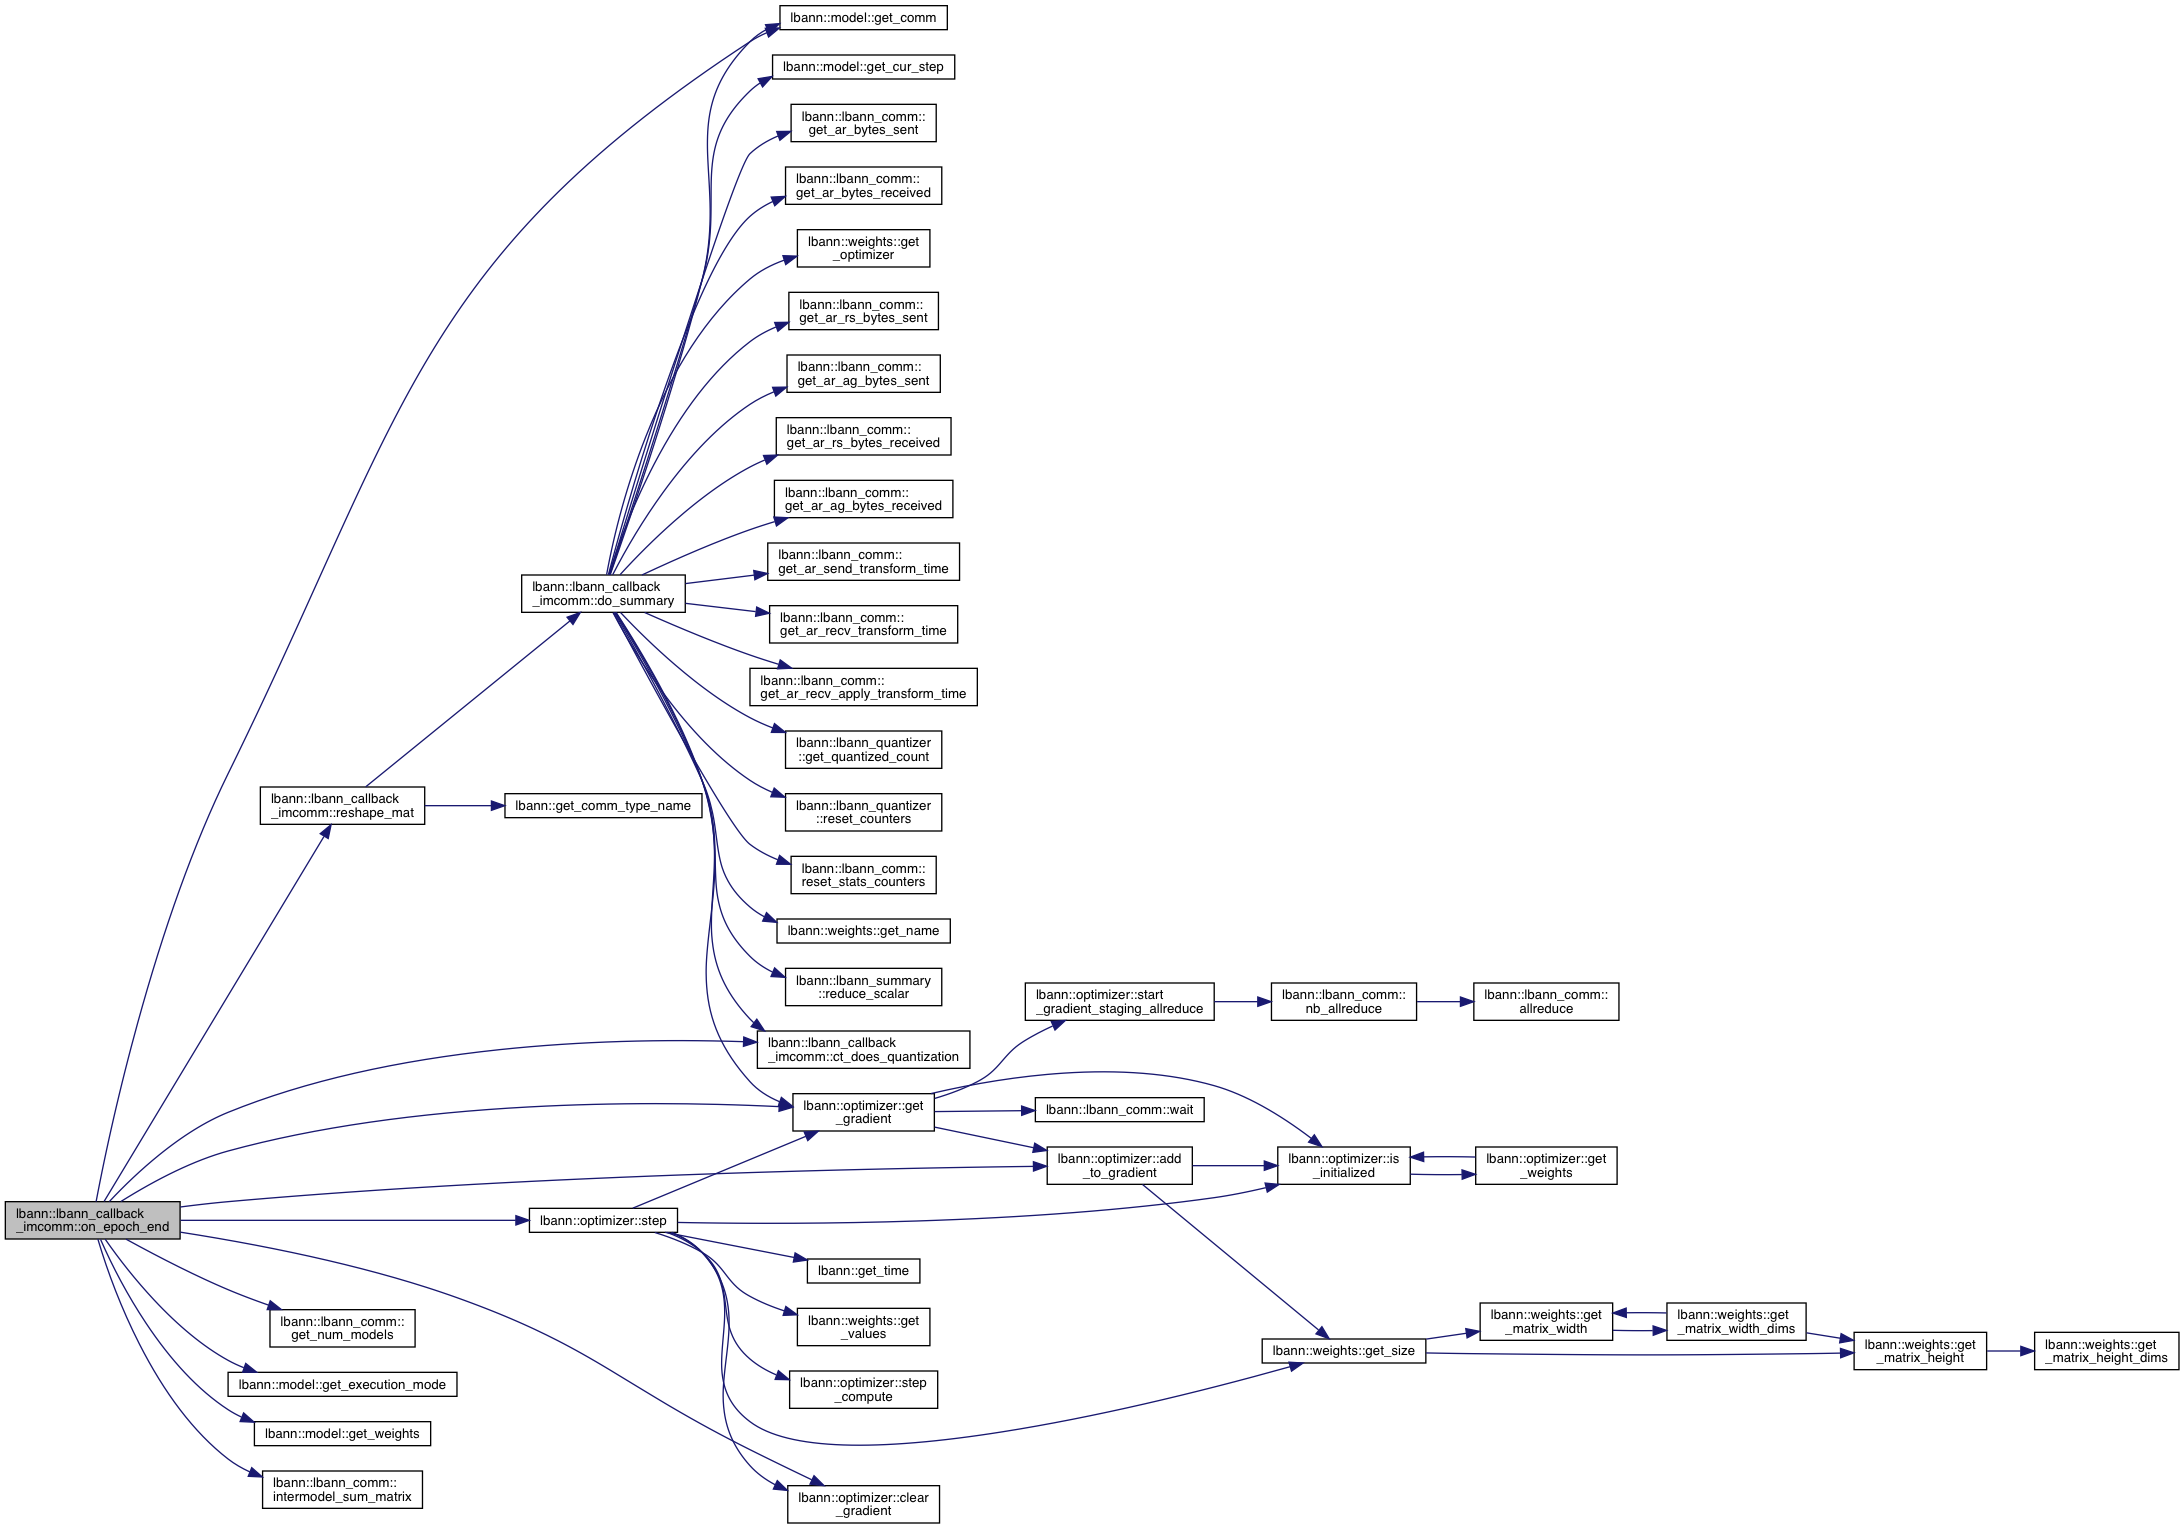 lbann::model::get_comm
lbann::model::get_cur_step
lbann::lbann_comm::
get_ar_bytes_sent
lbann::lbann_comm::
get_ar_bytes_received
lbann::weights::get
_optimizer
lbann::lbann_comm::
get_ar_rs_bytes_sent
lbann::lbann_comm::
get_ar_ag_bytes_sent
lbann::lbann_comm::
get_ar_rs_bytes_received
lbann::lbann_comm::
get_ar_ag_bytes_received
lbann::lbann_comm::
get_ar_send_transform_time
lbann::lbann_callback
_imcomm::do_summary
lbann::lbann_comm::
get_ar_recv_transform_time
lbann::lbann_comm::
get_ar_recv_apply_transform_time
lbann::lbann_quantizer
::get_quantized_count
lbann::lbann_callback
_imcomm::reshape_mat
lbann::get_comm_type_name
lbann::lbann_quantizer
::reset_counters
lbann::lbann_comm::
reset_stats_counters
lbann::weights::get_name
lbann::lbann_summary
::reduce_scalar
lbann::optimizer::start
_gradient_staging_allreduce
lbann::lbann_comm::
nb_allreduce
lbann::lbann_comm::
allreduce
lbann::lbann_callback
_imcomm::ct_does_quantization
lbann::optimizer::get
_gradient
lbann::lbann_comm::wait
lbann::optimizer::add
_to_gradient
lbann::optimizer::is
_initialized
lbann::optimizer::get
_weights
lbann::lbann_callback
_imcomm::on_epoch_end
lbann::optimizer::step
lbann::get_time
lbann::lbann_comm::
get_num_models
lbann::weights::get
_values
lbann::weights::get_size
lbann::weights::get
_matrix_width
lbann::weights::get
_matrix_width_dims
lbann::weights::get
_matrix_height
lbann::weights::get
_matrix_height_dims
lbann::model::get_execution_mode
lbann::optimizer::step
_compute
lbann::model::get_weights
lbann::lbann_comm::
intermodel_sum_matrix
lbann::optimizer::clear
_gradient